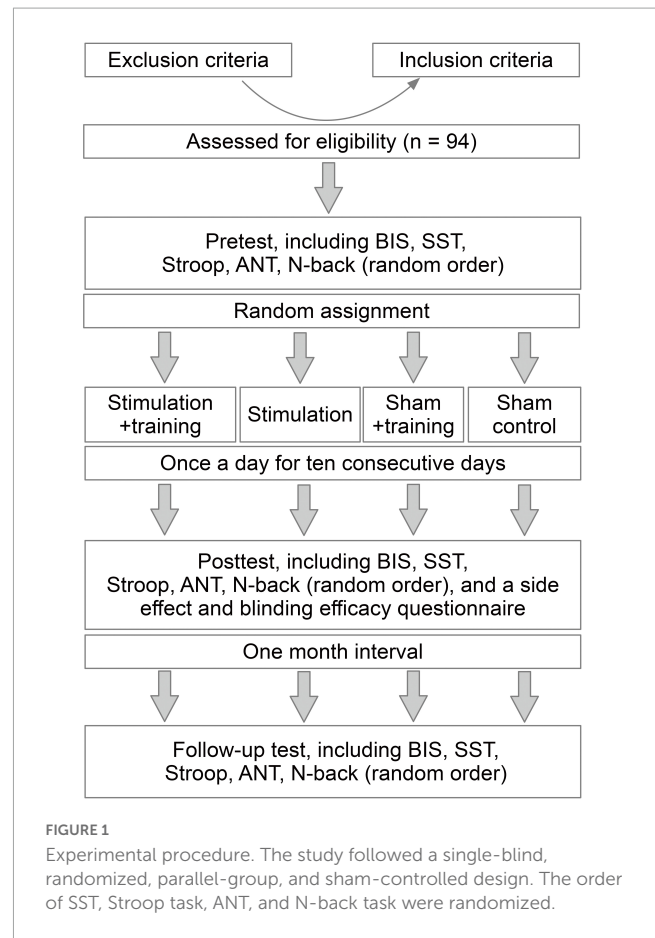 Exclusion criteria
Inclusion criteria
Assessed for eligibility (n = 94)
Pretest, including BIS, SST,
Stroop, ANT, N-back (random order)
Random assignment
Stimulation
+training
Stimulation
Sham
+training
Sham
control
Once a day for ten consecutive days
Posttest, including BIS, SST,
Stroop, ANT, N-back (random order), and a side
effect and blinding efficacy questionnaire
One month interval
Follow-up test, including BIS, SST,
Stroop, ANT, N-back (random order)
FIGURE 1
Experimental procedure. The study followed a single-blind,
randomized, parallel-group, and sham-controlled design. The order
of SST, Stroop task, ANT, and N-back task were randomized.